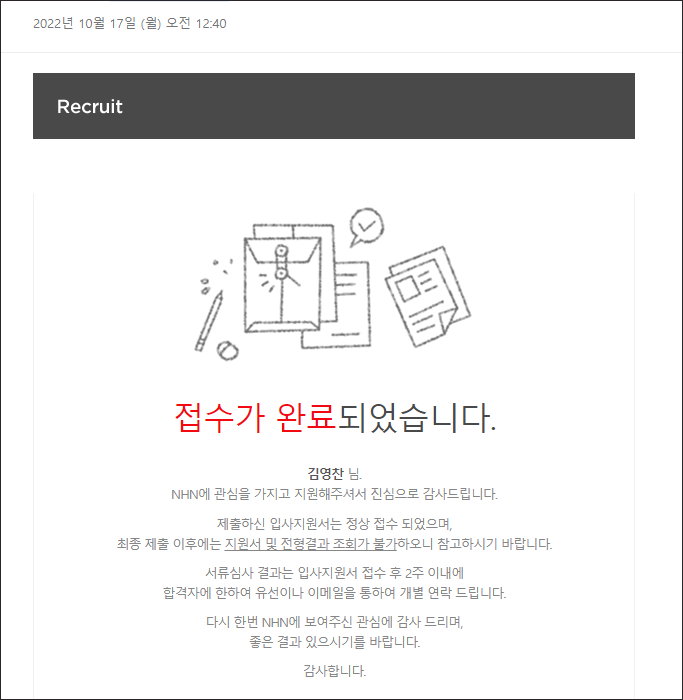 2022년 10월 17일 (월) 오전 12:40
Recruit
접수가 완료되었습니다.
김영찬 님.
NHN에 관심을 가지고 지원해주셔서 진심으로 감사드립니다.
제출하신 입사지원서는 정상 접수 되었으며,
최종 제출 이후에는 지원서 및 전형결과 조회가 불가하오니 참고하시기 바랍니다.
서류심사 결과는 입사지원서 접수 후 2주 이내에
합격자에 한하여 유선이나 이메일을 통하여 개별 연락 드립니다.
다시 한번 NHN에 보여주신 관심에 감사 드리며,
좋은 결과 있으시기를 바랍니다.
감사합니다.